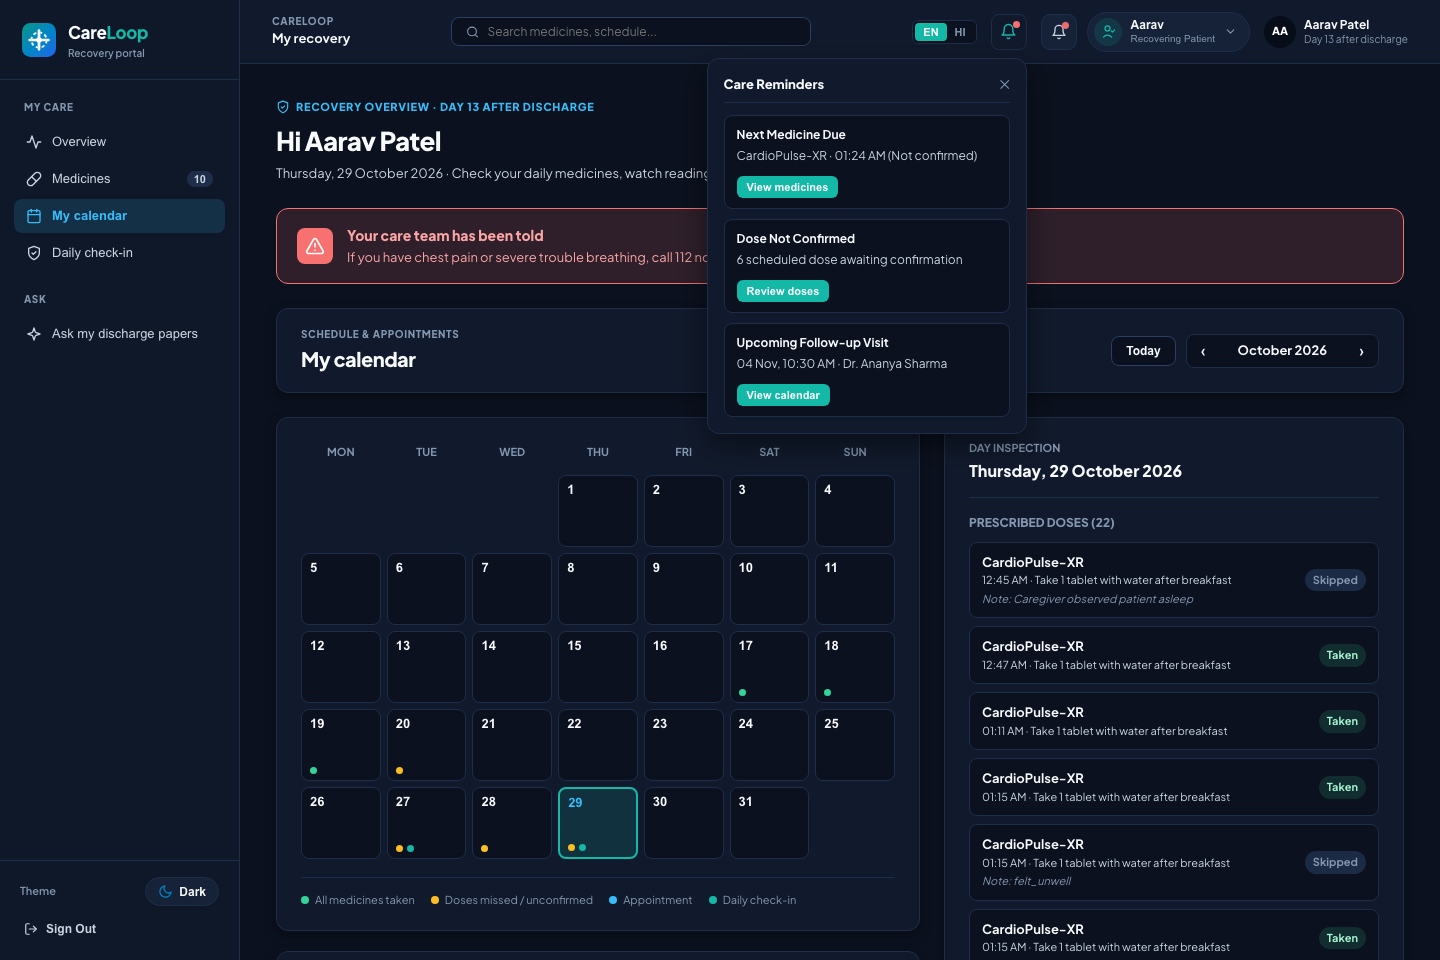 CareLoop
Recovery portal
MY CARE
Overview
Medicines 10
My calendar
Daily check-in
ASK
Ask my discharge papers
Theme Dark
Sign Out
CARELOOP
My recovery
Search medicines, schedule...
EN HI
Aarav
Recovering Patient
AA
Aarav Patel
Day 13 after discharge
RECOVERY OVERVIEW · DAY 13 AFTER DISCHARGE
Hi Aarav Patel
Thursday, 29 October 2026 · Check your daily medicines, watch reading
Your care team has been told
If you have chest pain or severe trouble breathing, call 112 no
Care Reminders
Next Medicine Due
CardioPulse-XR · 01:24 AM (Not confirmed)
View medicines
Dose Not Confirmed
6 scheduled dose awaiting confirmation
Review doses
Upcoming Follow-up Visit
04 Nov, 10:30 AM · Dr. Ananya Sharma
View calendar
SCHEDULE & APPOINTMENTS
My calendar
Today ‹ October 2026 ›
MON TUE WED THU FRI SAT SUN
1 2 3 4
5 6 7 8 9 10 11
12 13 14 15 16 17 18
19 20 21 22 23 24 25
26 27 28 29 30 31
All medicines taken Doses missed / unconfirmed Appointment Daily check-in
DAY INSPECTION
Thursday, 29 October 2026
PRESCRIBED DOSES (22)
CardioPulse-XR
12:45 AM · Take 1 tablet with water after breakfast
Note: Caregiver observed patient asleep
Skipped
CardioPulse-XR
12:47 AM · Take 1 tablet with water after breakfast
Taken
CardioPulse-XR
01:11 AM · Take 1 tablet with water after breakfast
Taken
CardioPulse-XR
01:15 AM · Take 1 tablet with water after breakfast
Taken
CardioPulse-XR
01:15 AM · Take 1 tablet with water after breakfast
Note: felt_unwell
Skipped
CardioPulse-XR
01:15 AM · Take 1 tablet with water after breakfast
Taken